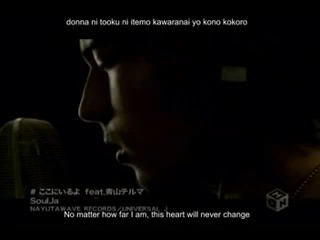 donna ni tooku ni itemo kawaranai yo kono kokoro
# ここにいるよ feat.青山テルマ
SoulJa
NAYUTAWAVE RECORDS/UNIVERSAL J
No matter how far I am, this heart will never change